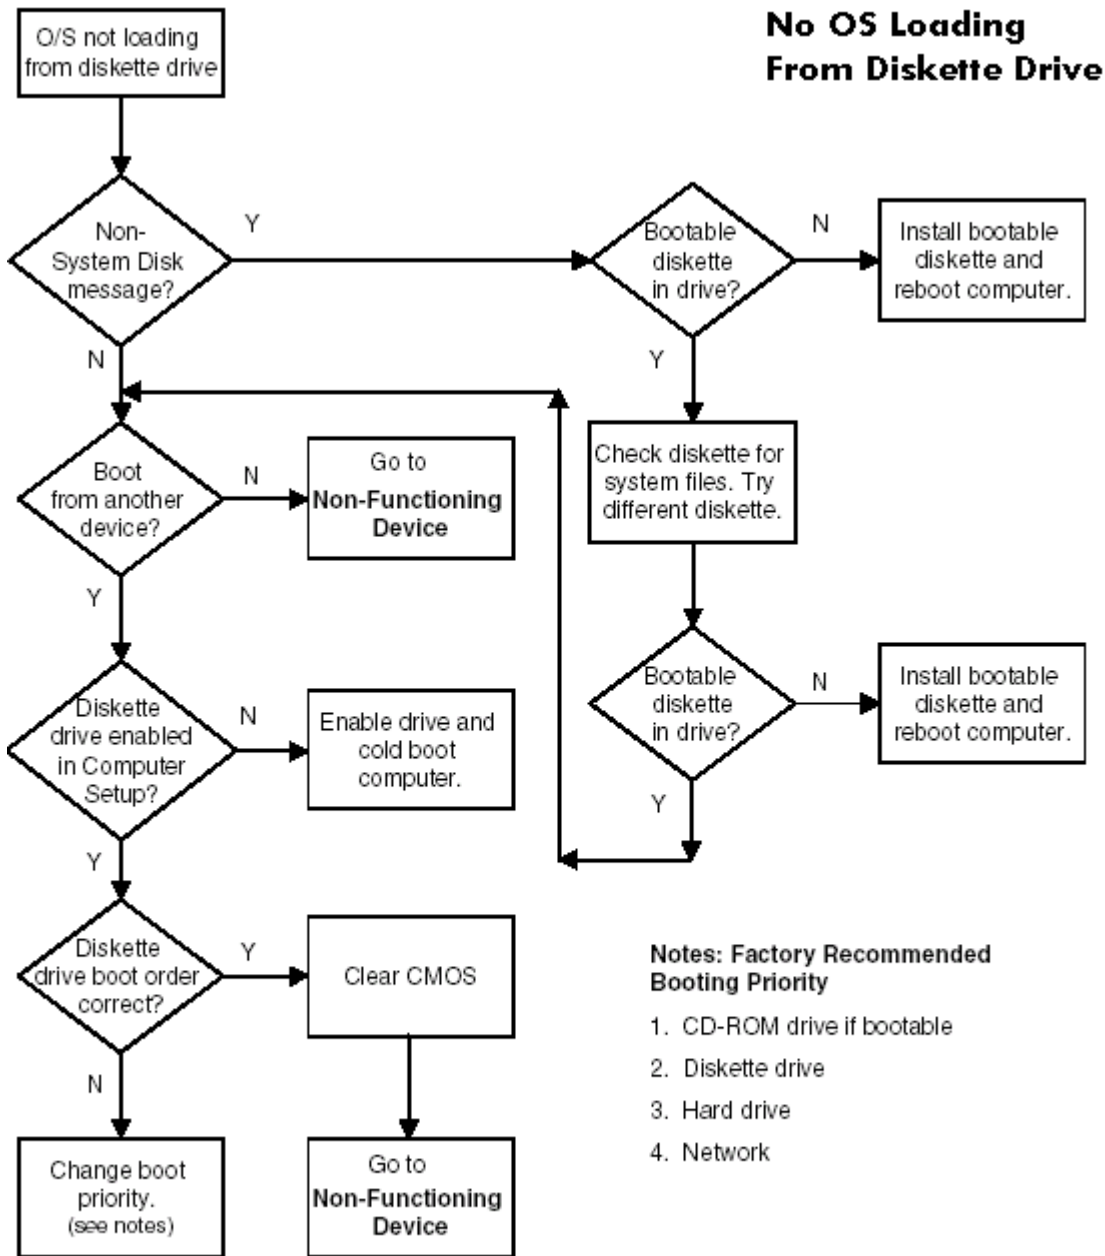 No OS Loading
From Diskette Drive
O/S not loading
from diskette drive
Non-
System Disk
message?
Y
N
Bootable
diskette
in drive?
N
Y
Install bootable
diskette and
reboot computer.
Boot
from another
device?
N
Y
Go to
Non-Functioning
Device
Check diskette for
system files. Try
different diskette.
Diskette
drive enabled
in Computer
Setup?
N
Y
Enable drive and
cold boot
computer.
Bootable
diskette
in drive?
N
Y
Install bootable
diskette and
reboot computer.
Diskette
drive boot order
correct?
Y
N
Clear CMOS
Change boot
priority.
(see notes)
Go to
Non-Functioning
Device
Notes: Factory Recommended
Booting Priority
1. CD-ROM drive if bootable
2. Diskette drive
3. Hard drive
4. Network